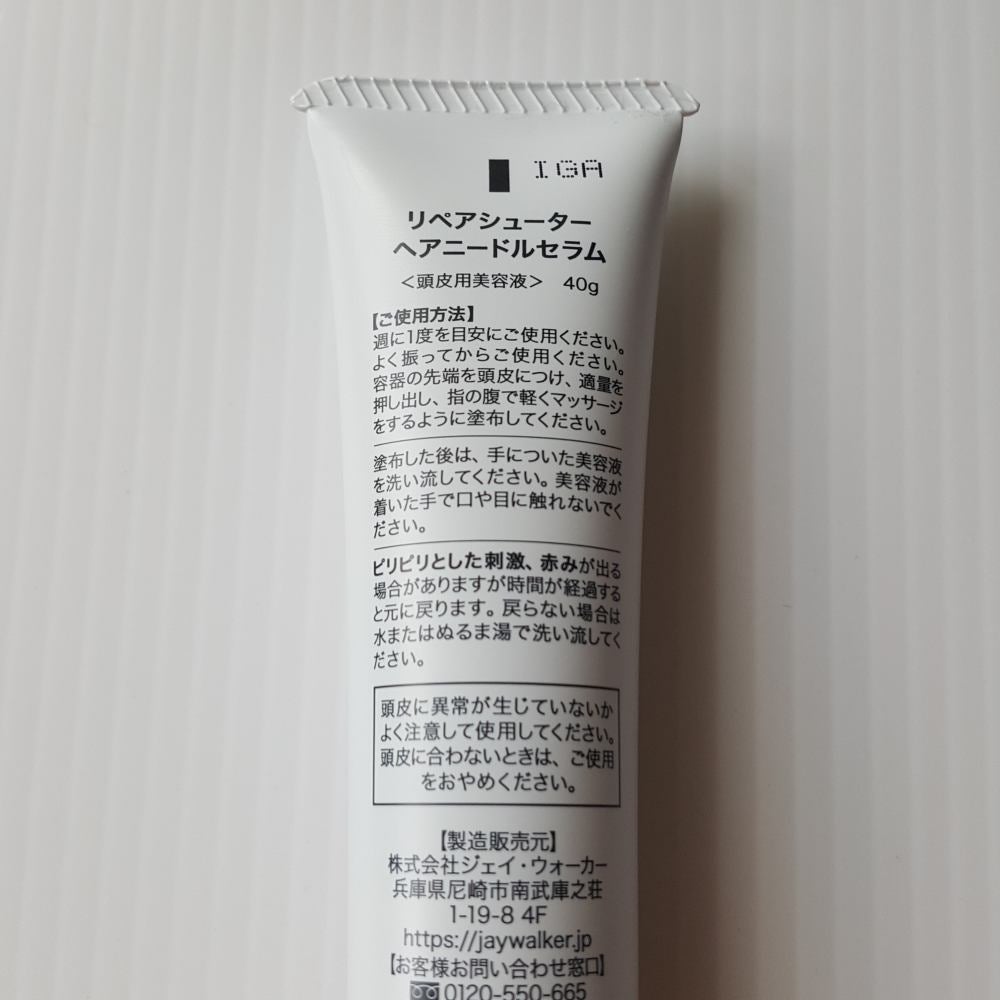 IGA
リペアシューター
ヘアニードルセラム
＜頭皮用美容液＞ 40g
【ご使用方法】
週に1度を目安にご使用ください。
よく振ってからご使用ください。
容器の先端を頭皮につけ、適量を
押し出し、指の腹で軽くマッサージ
をするように塗布してください。
塗布した後は、手についた美容液
を洗い流してください。美容液が
着いた手で口や目に触れないでく
ださい。
ピリピリとした刺激、赤みが出る
場合がありますが時間が経過する
と元に戻ります。戻らない場合は
水またはぬるま湯で洗い流してく
ださい。
頭皮に異常が生じていないか
よく注意して使用してください。
頭皮に合わないときは、ご使用
をおやめください。
【製造販売元】
株式会社ジェイ・ウォーカー
兵庫県尼崎市南武庫之荘
1-19-8 4F
https://jaywalker.jp
【お客様お問い合わせ窓口】
0120-550-665